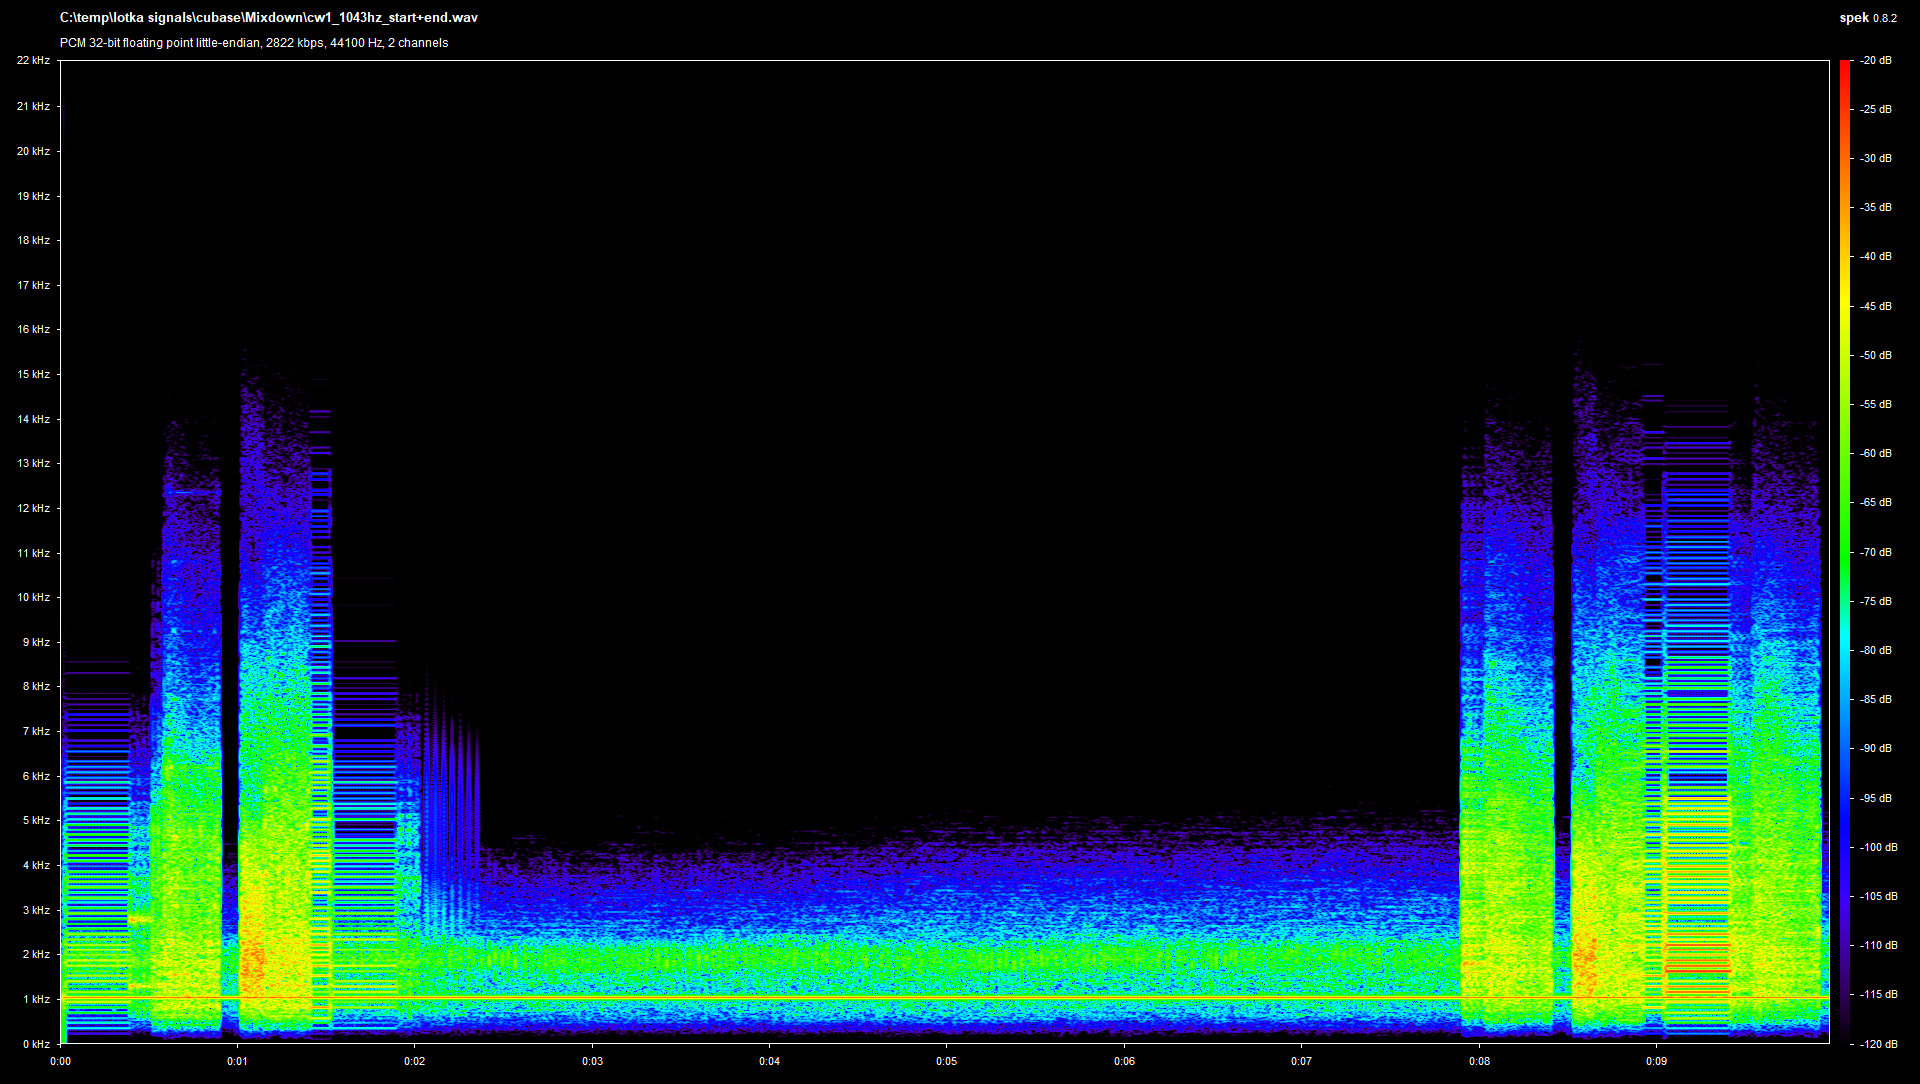 C:\temp\lotka signals\cubase\Mixdown\cw1_1043hz_start+end.wav
spek 0.8.2
PCM 32-bit floating point little-endian, 2822 kbps, 44100 Hz, 2 channels
22 kHz
21 kHz
20 kHz
19 kHz
18 kHz
17 kHz
16 kHz
15 kHz
14 kHz
13 kHz
12 kHz
11 kHz
10 kHz
9 kHz
8 kHz
7 kHz
6 kHz
5 kHz
4 kHz
3 kHz
2 kHz
1 kHz
0 kHz
0:00
0:01
0:02
0:03
0:04
0:05
0:06
0:07
0:08
0:09
-20 dB
-25 dB
-30 dB
-35 dB
-40 dB
-45 dB
-50 dB
-55 dB
-60 dB
-65 dB
-70 dB
-75 dB
-80 dB
-85 dB
-90 dB
-95 dB
-100 dB
-105 dB
-110 dB
-115 dB
-120 dB